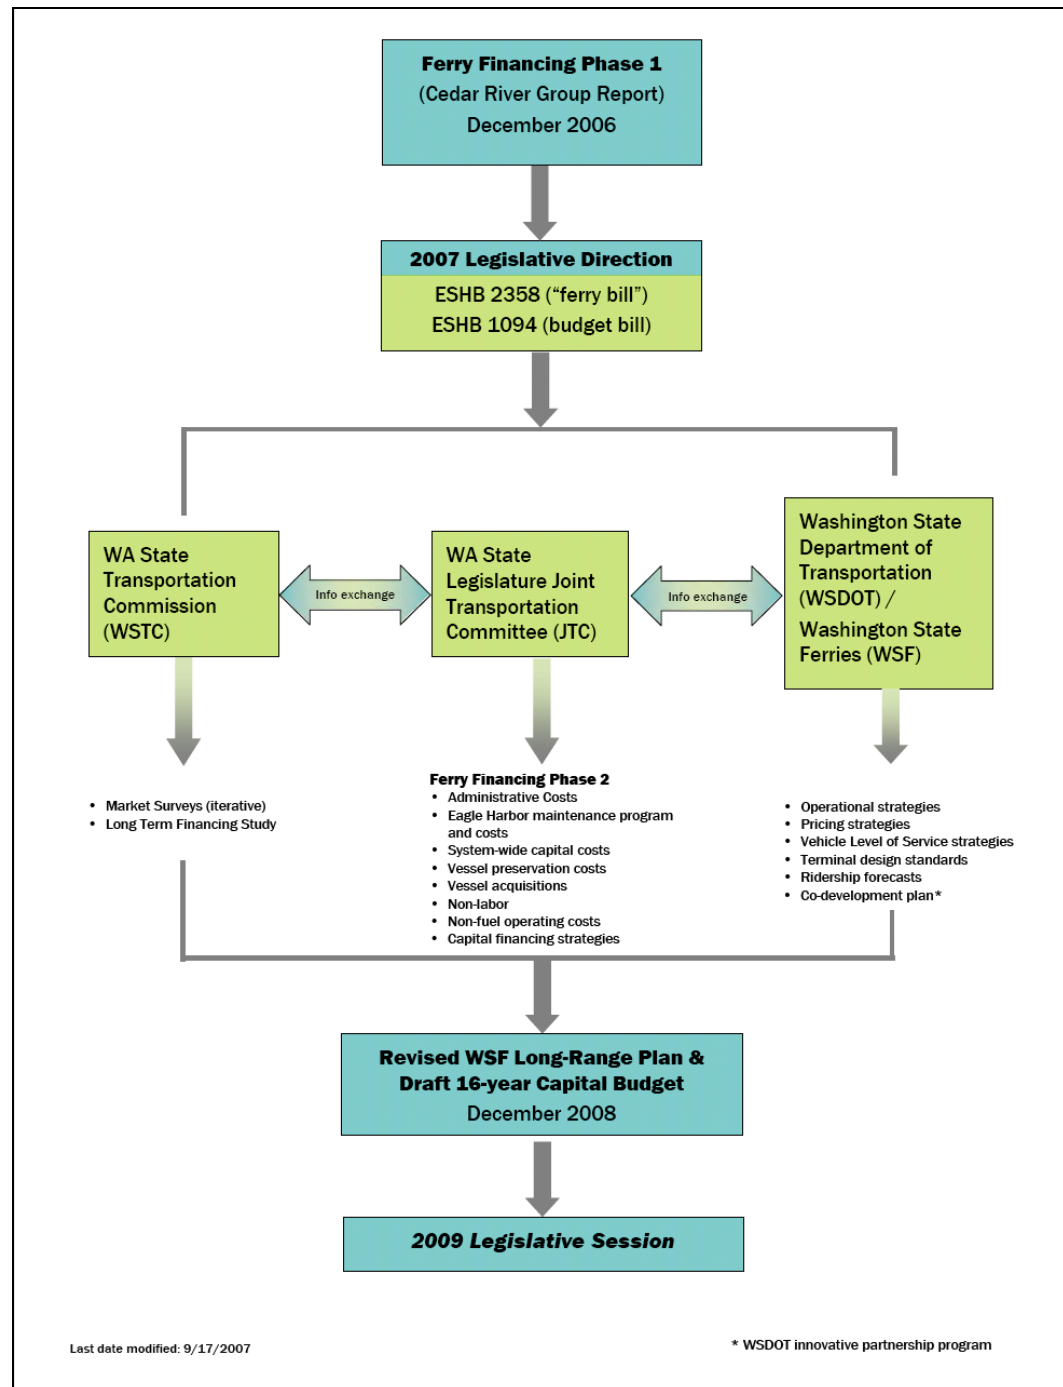 Ferry Financing Phase 1
(Cedar River Group Report)
December 2006
2007 Legislative Direction
ESHB 2358 (“ferry bill”)
ESHB 1094 (budget bill)
WA State
Transportation
Commission
(WSTC)
Info exchange
WA State
Legislature Joint
Transportation
Committee (JTC)
Info exchange
Washington State
Department of
Transportation
(WSDOT) /
Washington State
Ferries (WSF)
• Market Surveys (iterative)
• Long Term Financing Study
Ferry Financing Phase 2
• Administrative Costs
• Eagle Harbor maintenance program
and costs
• System-wide capital costs
• Vessel preservation costs
• Vessel acquisitions
• Non-labor
• Non-fuel operating costs
• Capital financing strategies
• Operational strategies
• Pricing strategies
• Vehicle Level of Service strategies
• Terminal design standards
• Ridership forecasts
• Co-development plan*
Revised WSF Long-Range Plan &
Draft 16-year Capital Budget
December 2008
2009 Legislative Session
Last date modified: 9/17/2007
* WSDOT innovative partnership program